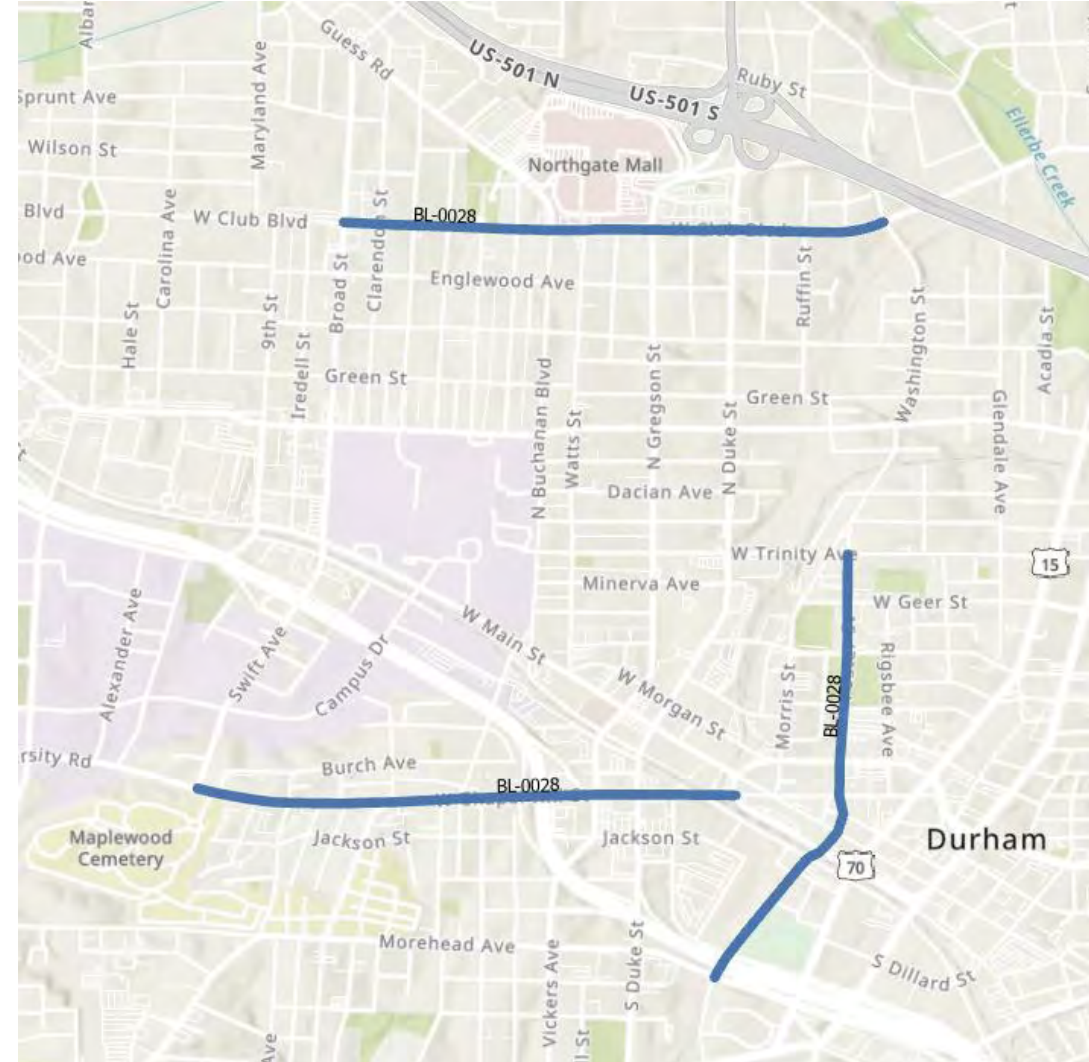 Guess Rd
US-501 N
US-501 S
Ruby St
Maryland Ave
Sprunt Ave
Wilson St
Northgate Mall
Ellerbe Creek
Blvd
Carolina Ave
W Club Blvd
Clarendon St
BL-0028
Englewood Ave
Hale St
9th St
Iredell St
Broad St
Ruffin St
Washington St
Acadia St
Green St
N Buchanan Blvd
Watts St
N Gregson St
N Duke St
Green St
Glendale Ave
Dacian Ave
W Trinity Ave
15
Minerva Ave
W Geer St
Alexander Ave
Swift Ave
Campus Dr
W Main St
W Morgan St
Morris St
BL-0028
Rigsbee Ave
rsity Rd
Burch Ave
BL-0028
Maplewood
Cemetery
Jackson St
Jackson St
Durham
70
Morehead Ave
Vickers Ave
S Duke St
S Dillard St
Ave
l St